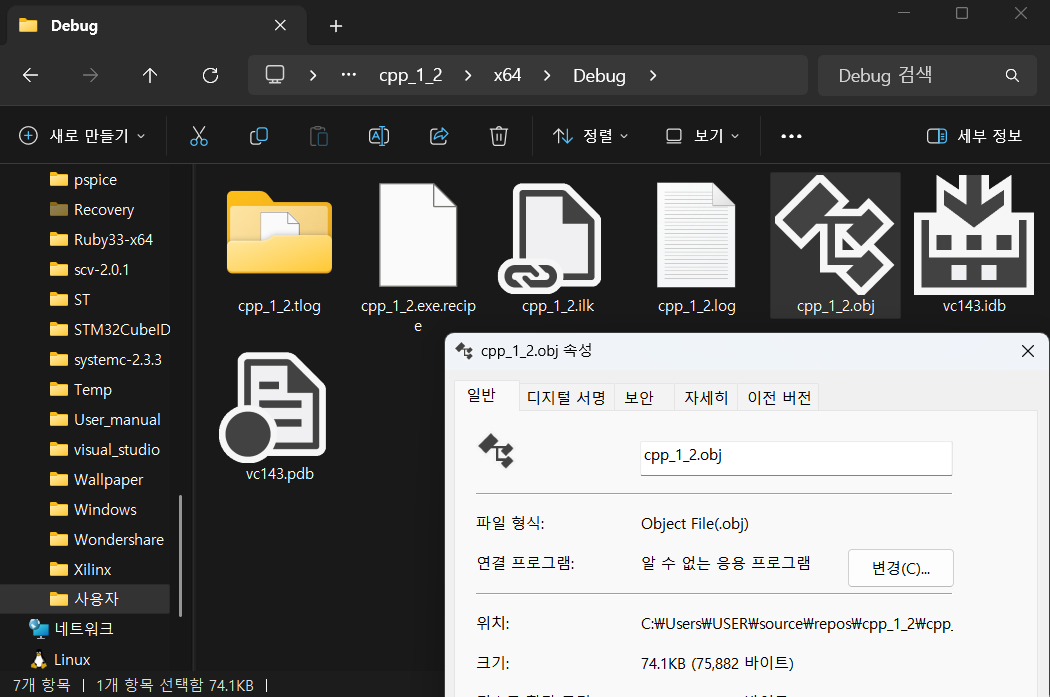 Debug
cpp_1_2 x64 Debug
Debug 검색
새로 만들기
정렬
보기
세부 정보
pspice
Recovery
Ruby33-x64
scv-2.0.1
ST
STM32CubeID
systemc-2.3.3
Temp
User_manual
visual_studio
Wallpaper
Windows
Wondershare
Xilinx
사용자
네트워크
Linux
cpp_1_2.tlog
cpp_1_2.exe.recip
e
cpp_1_2.ilk
cpp_1_2.log
cpp_1_2.obj
vc143.idb
vc143.pdb
cpp_1_2.obj 속성
일반 디지털 서명 보안 자세히 이전 버전
cpp_1_2.obj
파일 형식: Object File(.obj)
연결 프로그램: 알 수 없는 응용 프로그램 변경(C)...
위치: C:₩Users₩USER₩source₩repos₩cpp_1_2₩cpp_
크기: 74.1KB (75,882 바이트)
7개 항목 1개 항목 선택함 74.1KB